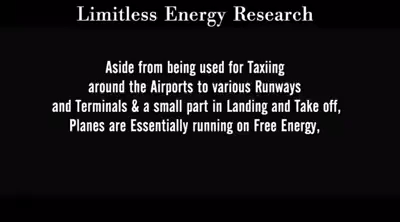 Limitless Energy Research
Aside from being used for Taxiing
around the Airports to various Runways
and Terminals & a small part in Landing and Take off,
Planes are Essentially running on Free Energy,